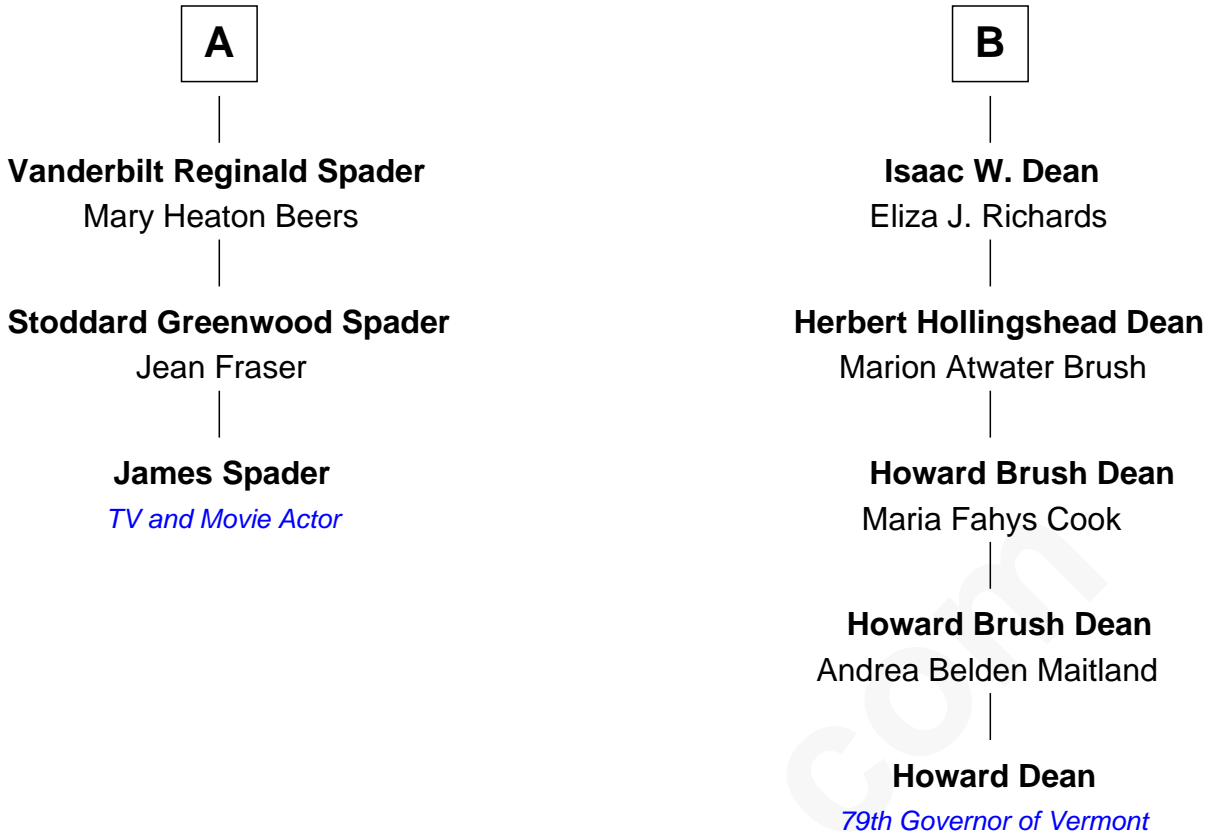 A
Vanderbilt Reginald Spader
Mary Heaton Beers
Stoddard Greenwood Spader
Jean Fraser
James Spader
TV and Movie Actor
B
Isaac W. Dean
Eliza J. Richards
Herbert Hollingshead Dean
Marion Atwater Brush
Howard Brush Dean
Maria Fahys Cook
Howard Brush Dean
Andrea Belden Maitland
Howard Dean
79th Governor of Vermont
com